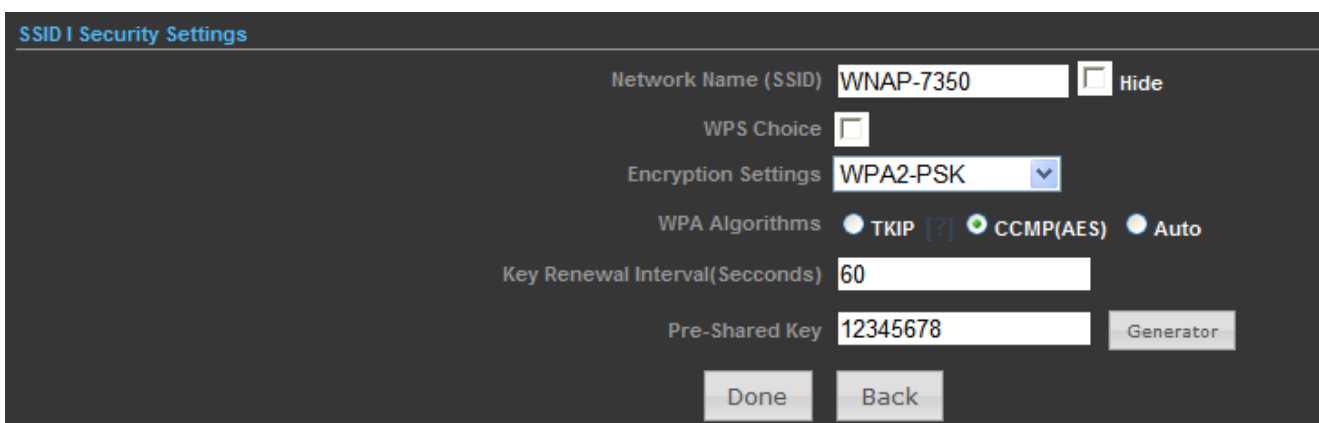 SSID I Security Settings
Network Name (SSID) WNAP-7350 Hide
WPS Choice
Encryption Settings WPA2-PSK
WPA Algorithms TKIP [?] CCMP(AES) Auto
Key Renewal Interval(Secconds) 60
Pre-Shared Key 12345678 Generator
Done Back